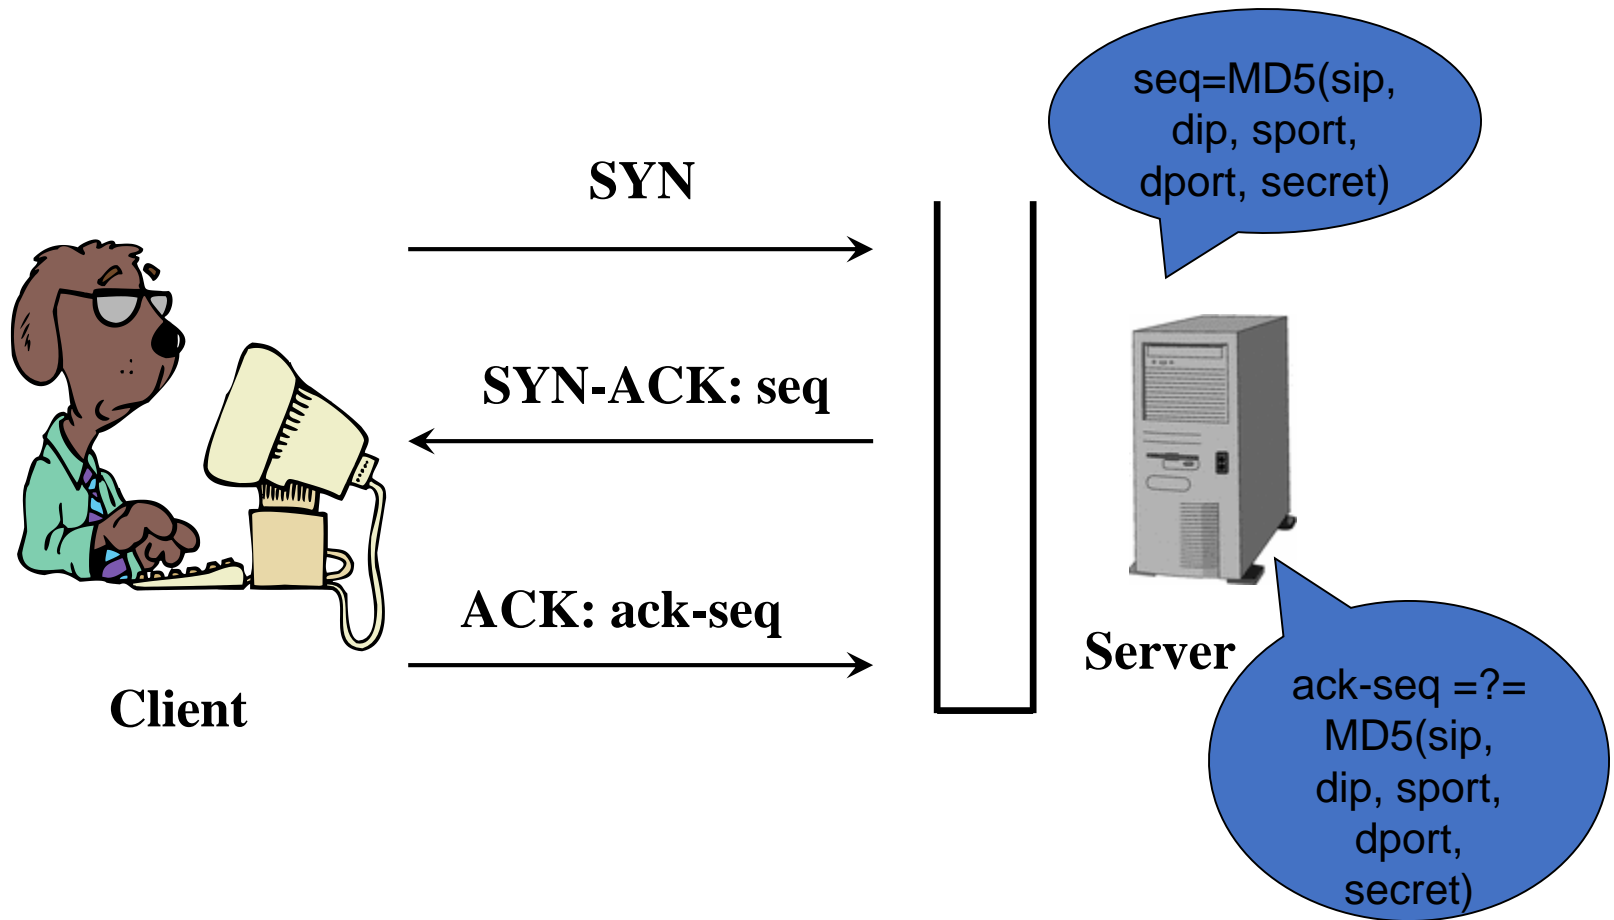 seq=MD5(sip,
dip, sport,
dport, secret)
SYN
SYN-ACK: seq
ACK: ack-seq
Client
Server
ack-seq =?=
MD5(sip,
dip, sport,
dport,
secret)